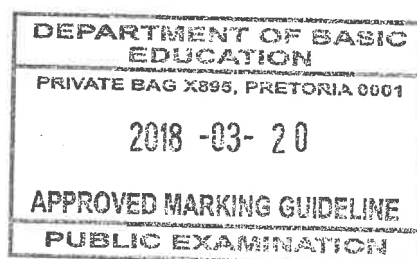 DEPARTMENT OF BASIC
EDUCATION
PRIVATE BAG X895, PRETORIA 0001
2018 -03- 20
APPROVED MARKING GUIDELINE
PUBLIC EXAMINATION